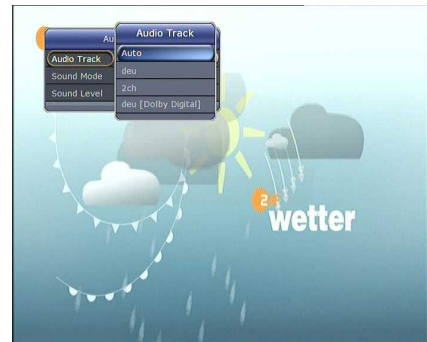 Au
Audio Track
Sound Mode
Sound Level
Audio Track
Auto
deu
2ch
deu [Dolby Digital]
2
wetter